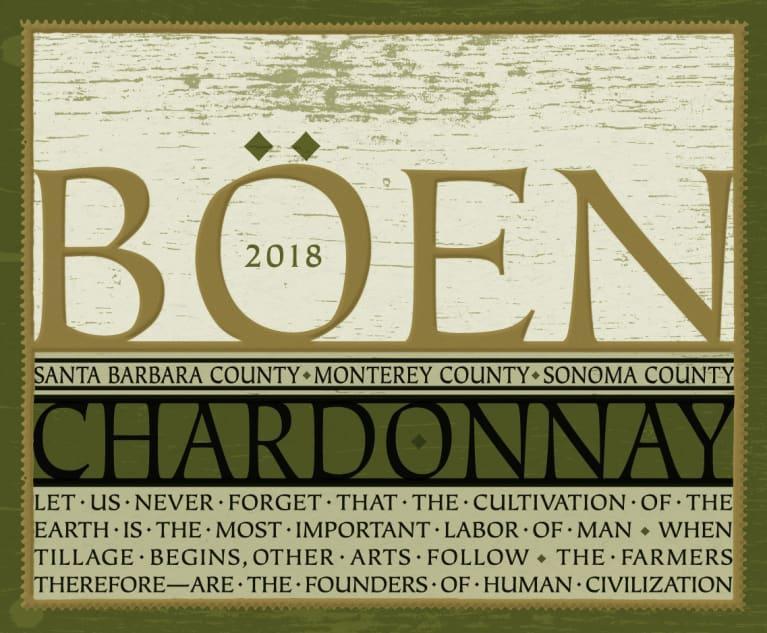 BÖEN
2018
SANTA BARBARA COUNTY◆MONTEREY COUNTY◆SONOMA COUNTY
CHARDONNAY
LET·US·NEVER·FORGET·THAT·THE·CULTIVATION·OF·THE
EARTH·IS·THE·MOST·IMPORTANT·LABOR·OF·MAN ◆ WHEN
TILLAGE·BEGINS, OTHER·ARTS·FOLLOW ◆ THE·FARMERS
THEREFORE—ARE·THE·FOUNDERS·OF·HUMAN·CIVILIZATION